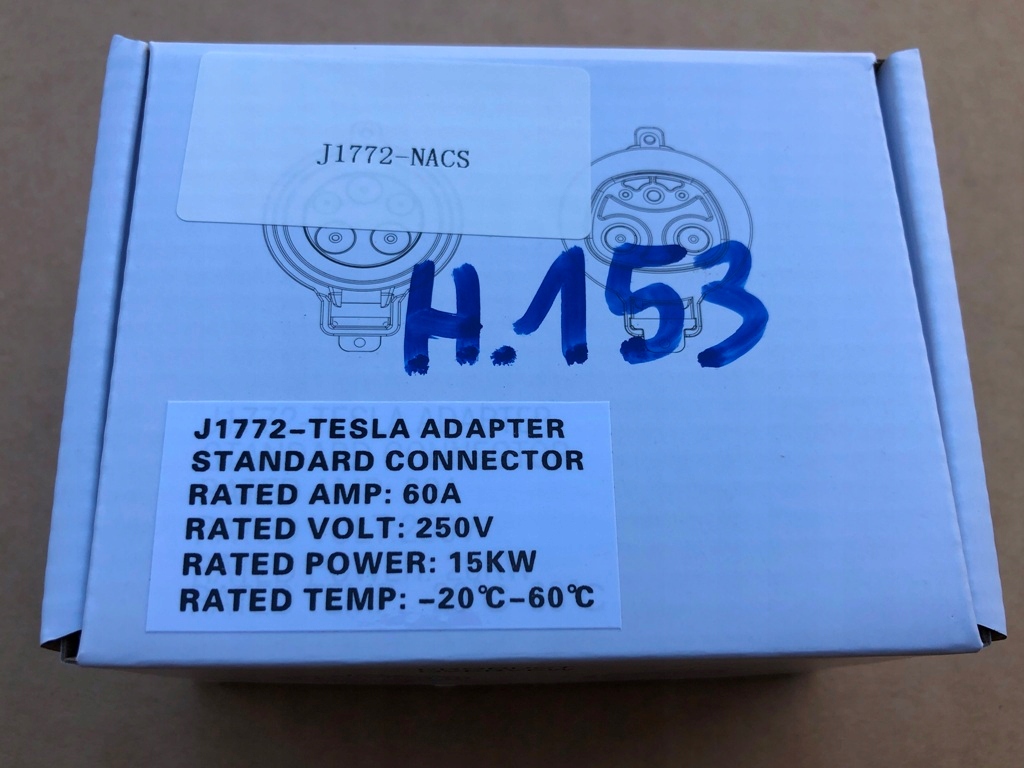 J1772-NACS
H.153
J1772-TESLA ADAPTER
STANDARD CONNECTOR
RATED AMP: 60A
RATED VOLT: 250V
RATED POWER: 15KW
RATED TEMP: -20℃-60℃